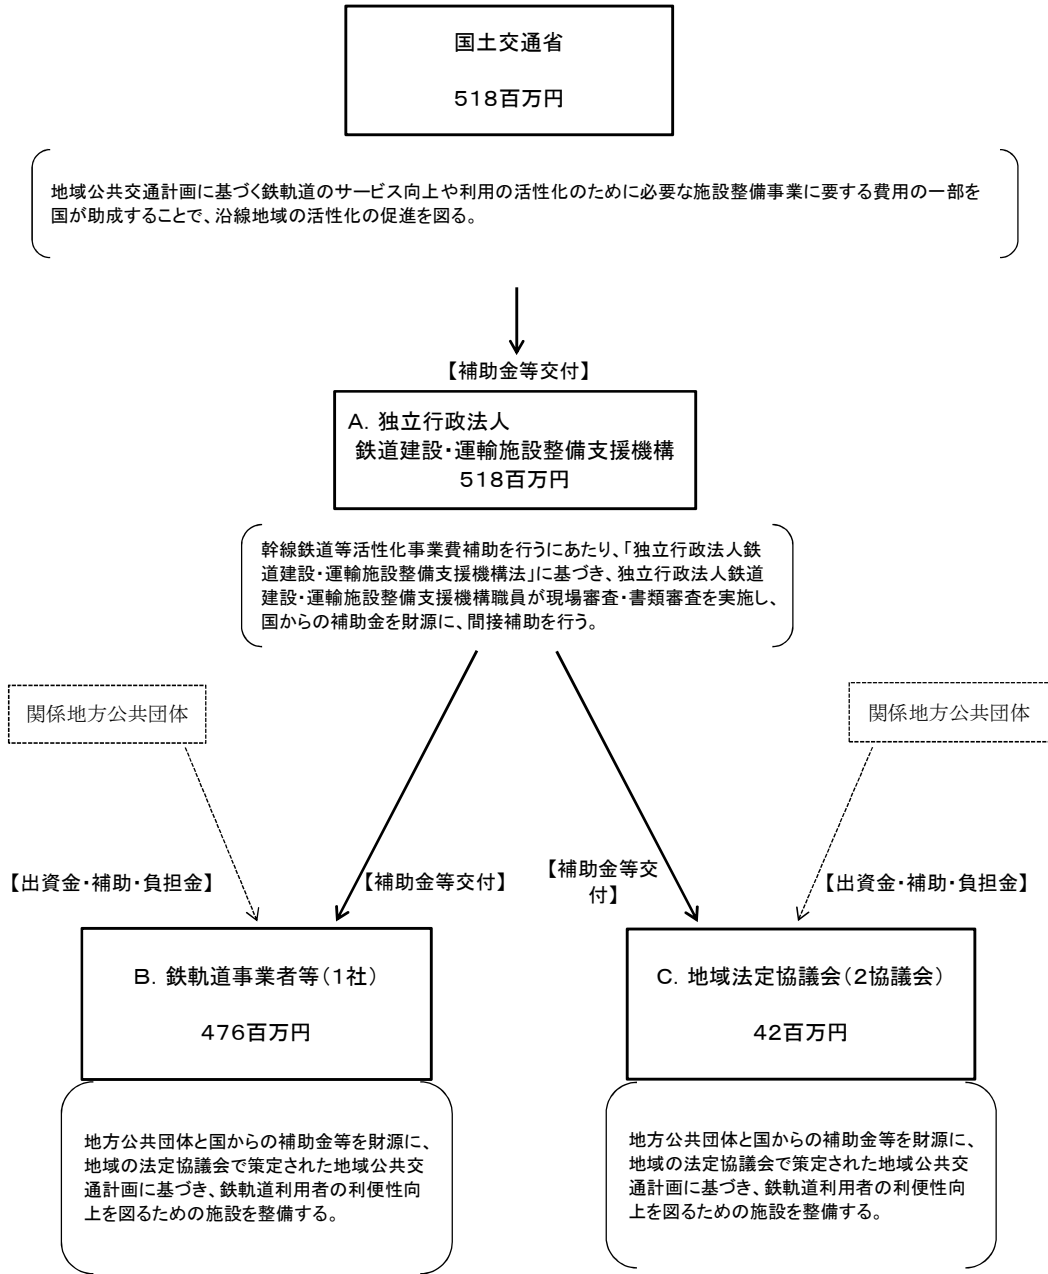 国土交通省
518百万円
地域公共交通計画に基づく鉄軌道のサービス向上や利用の活性化のために必要な施設整備事業に要する費用の一部を
国が助成することで、沿線地域の活性化の促進を図る。
【補助金等交付】
A．独立行政法人
鉄道建設・運輸施設整備支援機構
518百万円
幹線鉄道等活性化事業費補助を行うにあたり、「独立行政法人鉄
道建設・運輸施設整備支援機構法」に基づき、独立行政法人鉄道
建設・運輸施設整備支援機構職員が現場審査・書類審査を実施し、
国からの補助金を財源に、間接補助を行う。
関係地方公共団体
関係地方公共団体
【出資金・補助・負担金】
【補助金等交付】
【補助金等交
付】
【出資金・補助・負担金】
B．鉄軌道事業者等（1社）
476百万円
C．地域法定協議会（2協議会）
42百万円
地方公共団体と国からの補助金等を財源に、
地域の法定協議会で策定された地域公共交
通計画に基づき、鉄軌道利用者の利便性向
上を図るための施設を整備する。
地方公共団体と国からの補助金等を財源に、
地域の法定協議会で策定された地域公共交
通計画に基づき、鉄軌道利用者の利便性向
上を図るための施設を整備する。